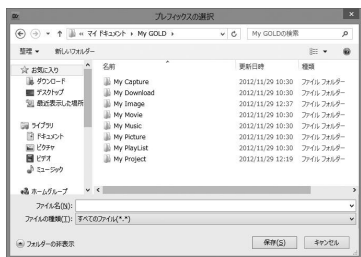 プレフィックスの選択
« マイ ドキュメント › My GOLD ›
My GOLDの検索
整理 新しいフォルダー
名前 更新日時 種類
お気に入り
ダウンロード
デスクトップ
最近表示した場所
ライブラリ
ドキュメント
ピクチャ
ビデオ
ミュージック
ホームグループ
My Capture 2012/11/29 10:30 ファイル フォルダー
My Download 2012/11/29 10:30 ファイル フォルダー
My Image 2012/11/29 12:37 ファイル フォルダー
My Movie 2012/11/29 10:30 ファイル フォルダー
My Music 2012/11/29 10:30 ファイル フォルダー
My Picture 2012/11/29 10:30 ファイル フォルダー
My PlayList 2012/11/29 10:30 ファイル フォルダー
My Project 2012/11/29 12:19 ファイル フォルダー
ファイル名(N):
ファイルの種類(T): すべてのファイル(*.*)
フォルダーの非表示
保存(S) キャンセル